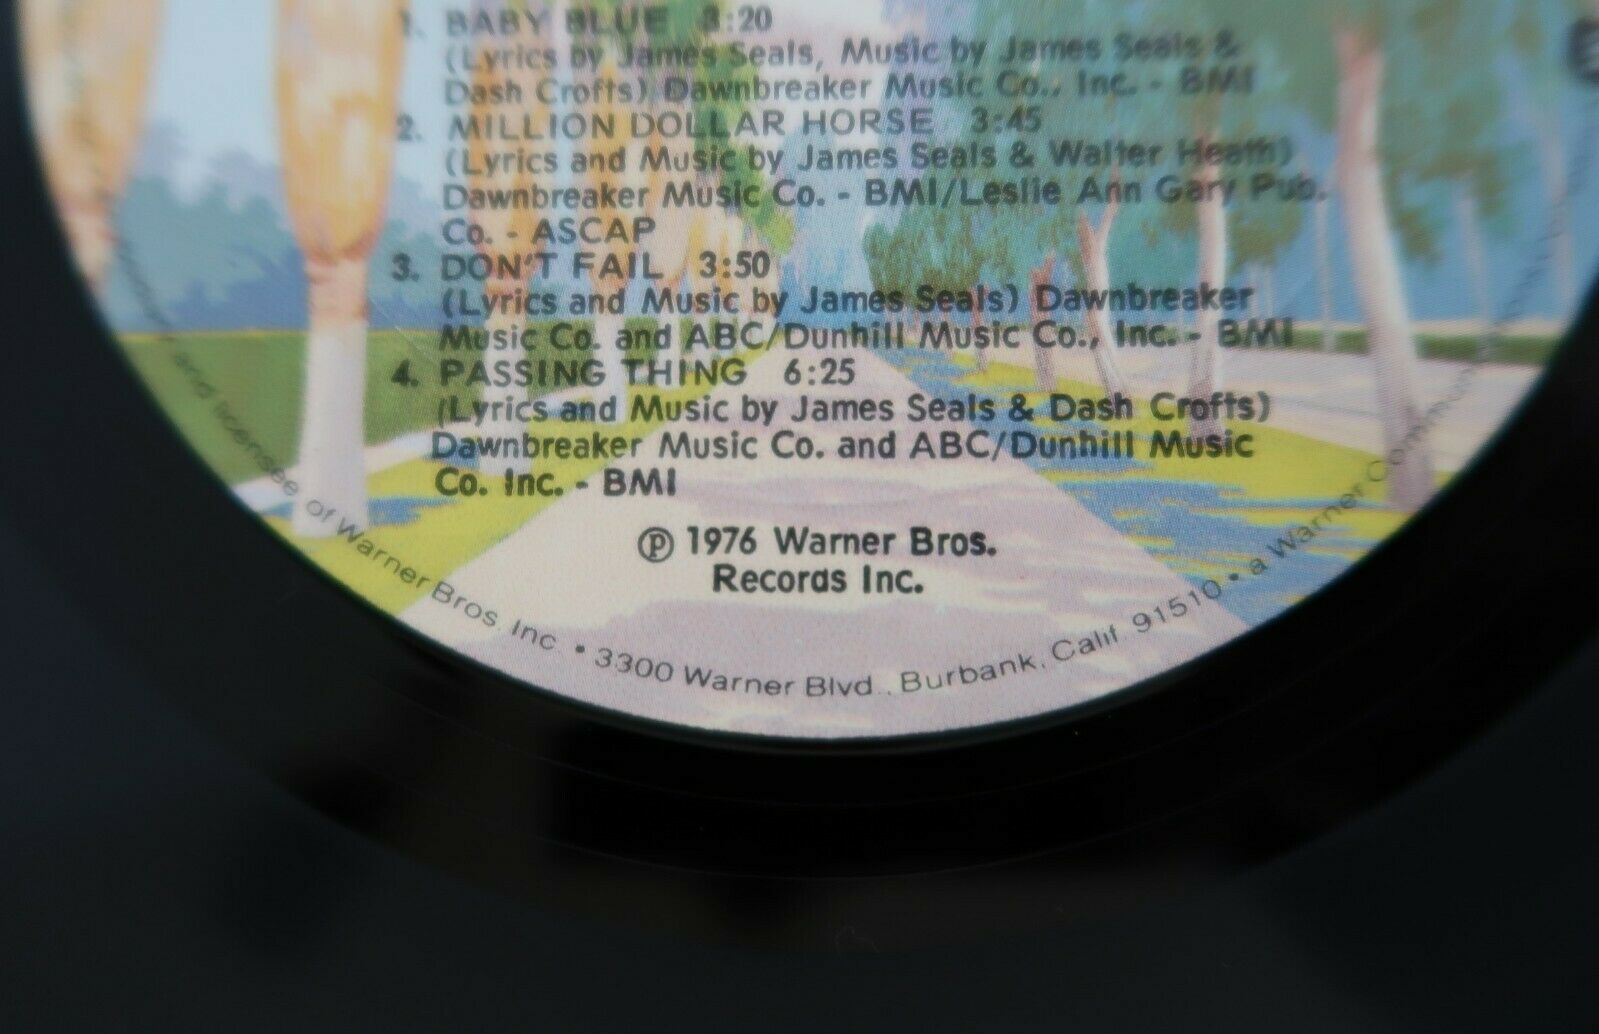 1. BABY BLUE 3:20
(Lyrics by James Seals, Music by James Seals &
Dash Crofts) Dawnbreaker Music Co., Inc. - BMI
2. MILLION DOLLAR HORSE 3:45
(Lyrics and Music by James Seals & Walter Heath)
Dawnbreaker Music Co. - BMI/Leslie Ann Gary Pub.
Co. - ASCAP
3. DON'T FAIL 3:50
(Lyrics and Music by James Seals) Dawnbreaker
Music Co. and ABC/Dunhill Music Co., Inc. - BMI
4. PASSING THING 6:25
(Lyrics and Music by James Seals & Dash Crofts)
Dawnbreaker Music Co. and ABC/Dunhill Music
Co. Inc. - BMI
℗ 1976 Warner Bros.
Records Inc.
and licensee of Warner Bros. Inc. • 3300 Warner Blvd., Burbank, Calif. 91510 • a Warner